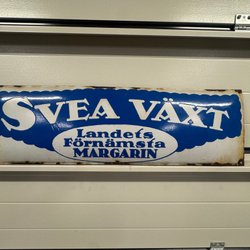 SVEA VÄXT
Landets
Förnämsta
MARGARIN